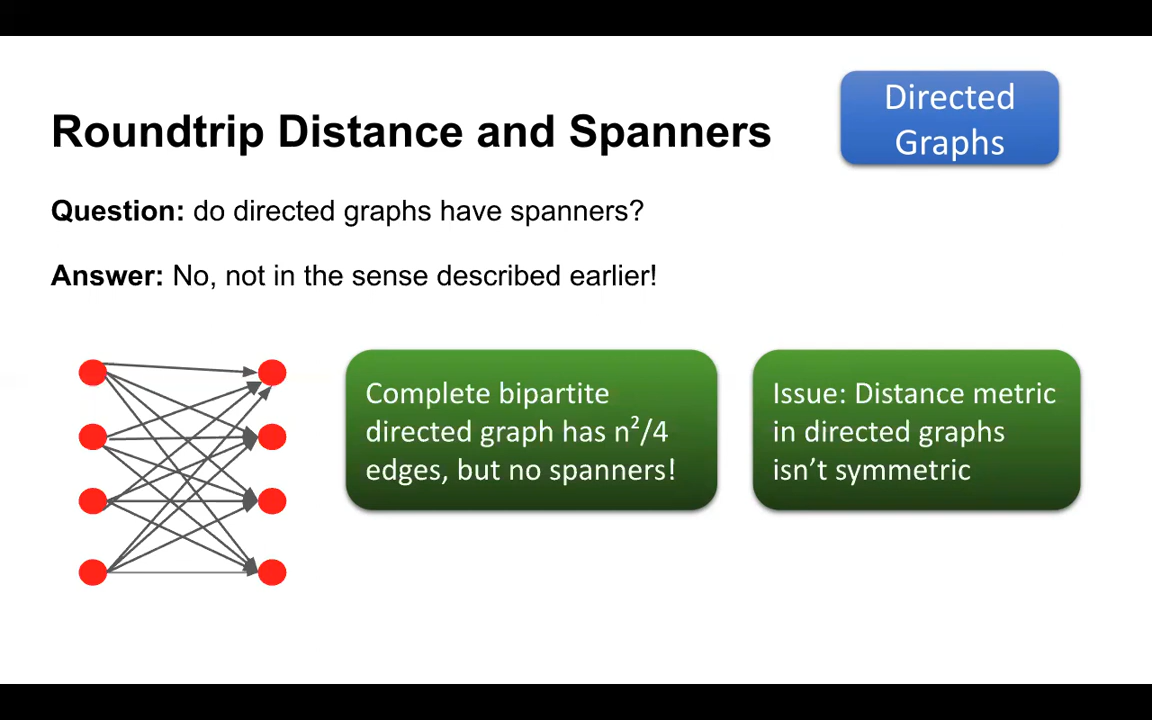 Directed
Graphs
Roundtrip Distance and Spanners
Question: do directed graphs have spanners?
Answer: No, not in the sense described earlier!
Complete bipartite
directed graph has n²/4
edges, but no spanners!
Issue: Distance metric
in directed graphs
isn’t symmetric